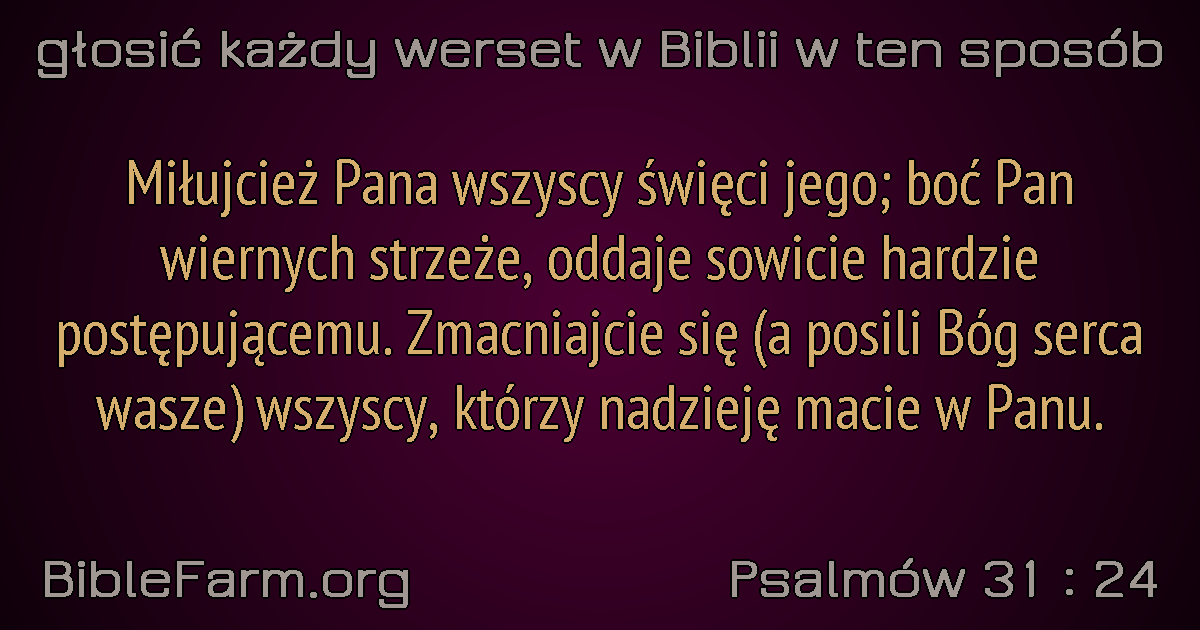 głosić każdy werset w Biblii w ten sposób
Miłujcież Pana wszyscy święci jego; boć Pan
wiernych strzeże, oddaje sowicie hardzie
postępującemu. Zmacniajcie się (a posili Bóg serca
wasze) wszyscy, którzy nadzieję macie w Panu.
BibleFarm.org
Psalmów 31 : 24